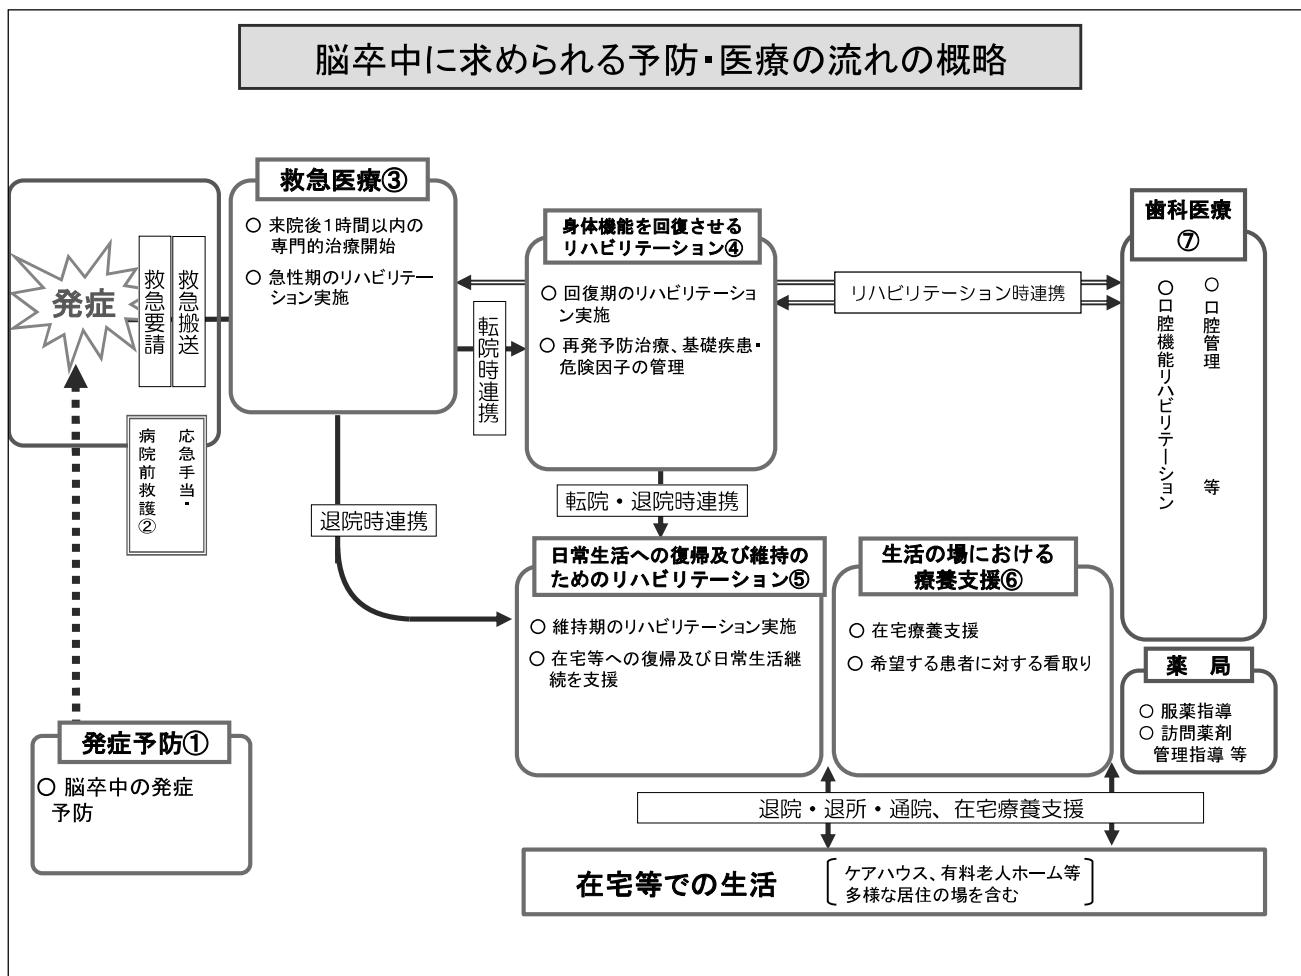 脳卒中に求められる予防・医療の流れの概略
救急医療③
○ 来院後1時間以内の
専門的治療開始
○ 急性期のリハビリテー
ション実施
発症
救急要請
救急搬送
応急手当・
病院前救護②
身体機能を回復させる
リハビリテーション④
○ 回復期のリハビリテーショ
ン実施
○ 再発予防治療、基礎疾患・
危険因子の管理
転院時連携
リハビリテーション時連携
歯科医療
⑦
○口腔管理 等
○口腔機能リハビリテーション
退院時連携
転院・退院時連携
日常生活への復帰及び維持の
ためのリハビリテーション⑤
○ 維持期のリハビリテーション実施
○ 在宅等への復帰及び日常生活継
続を支援
生活の場における
療養支援⑥
○ 在宅療養支援
○ 希望する患者に対する看取り
薬 局
○ 服薬指導
○ 訪問薬剤
管理指導 等
発症予防①
○ 脳卒中の発症
予防
退院・退所・通院、在宅療養支援
在宅等での生活
ケアハウス、有料老人ホーム等
多様な居住の場を含む